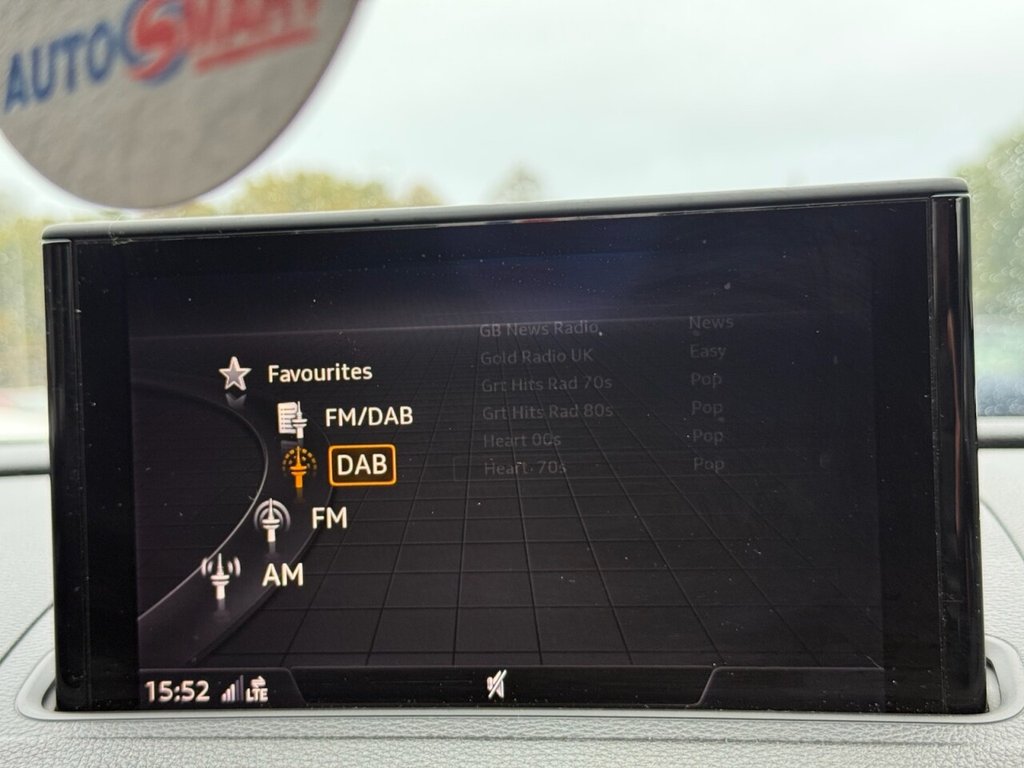 AUTOSMART
Favourites
FM/DAB
DAB
FM
AM
GB News Radio News
Gold Radio UK Easy
Grt Hits Rad 70s Pop
Grt Hits Rad 80s Pop
Heart 00s Pop
Heart 70s Pop
15:52 LTE